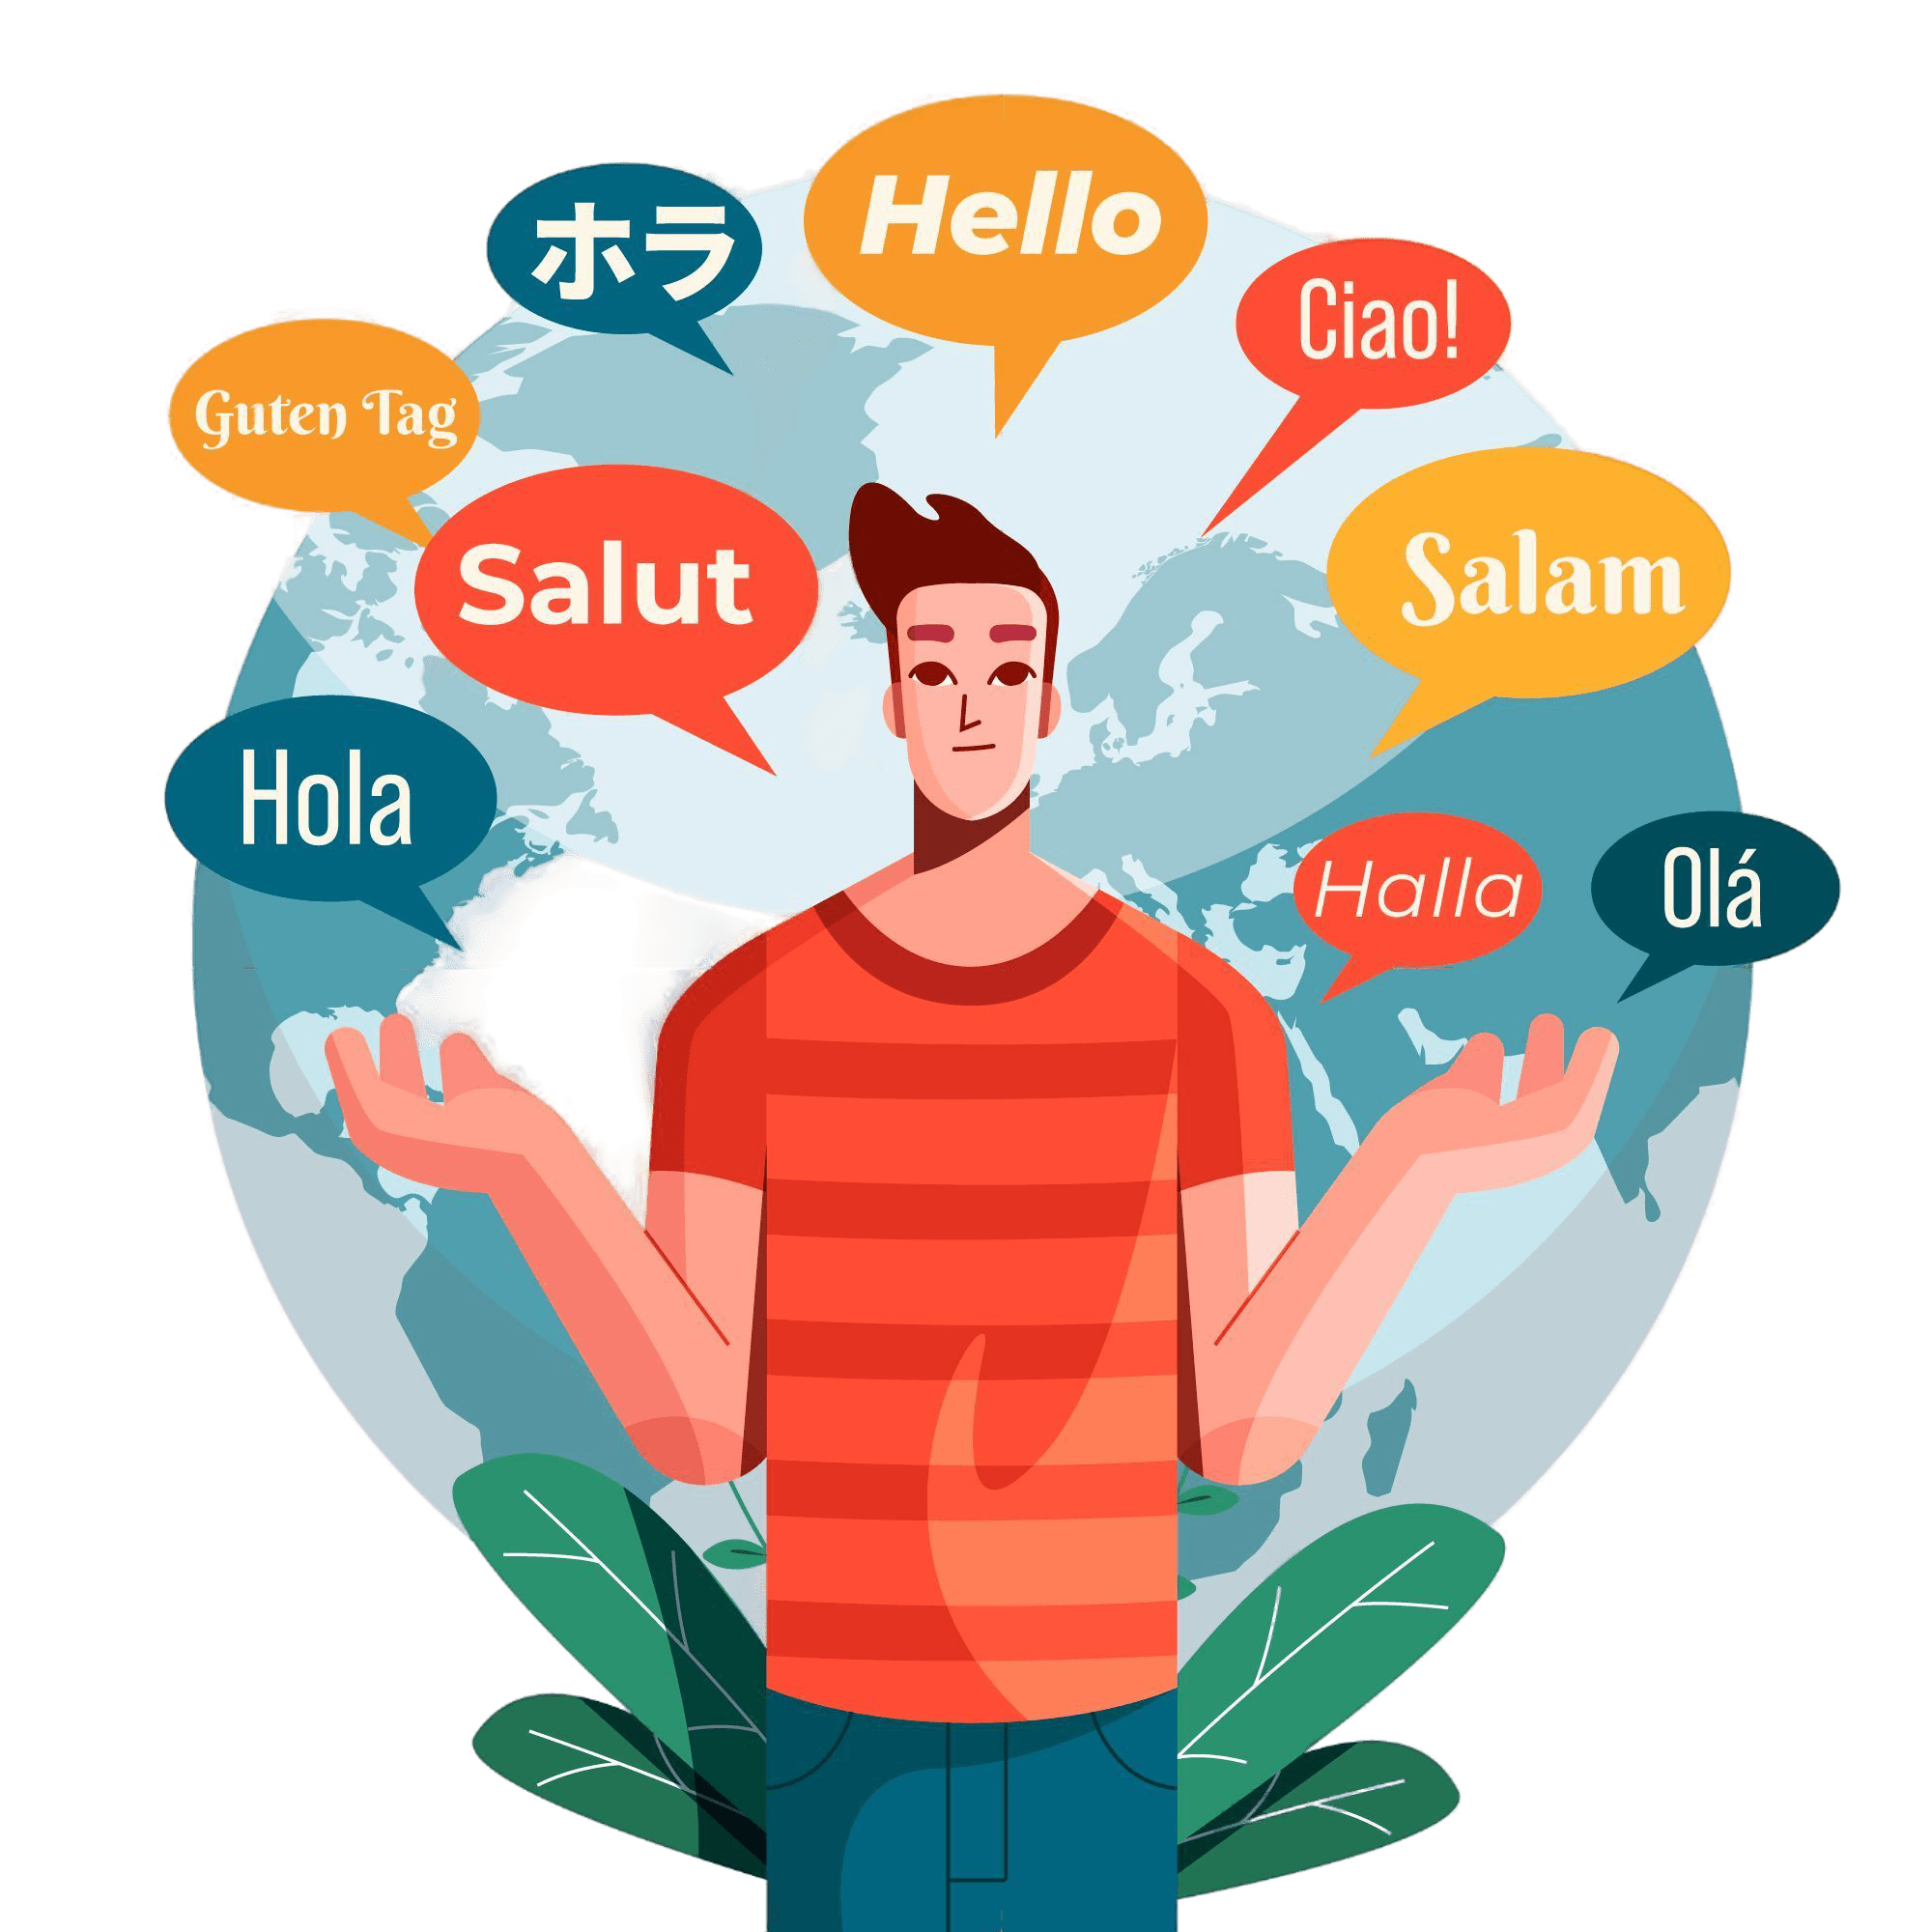 Hello
ホラ
Ciao!
Guten Tag
Salut
Salam
Hola
Halla
Olá